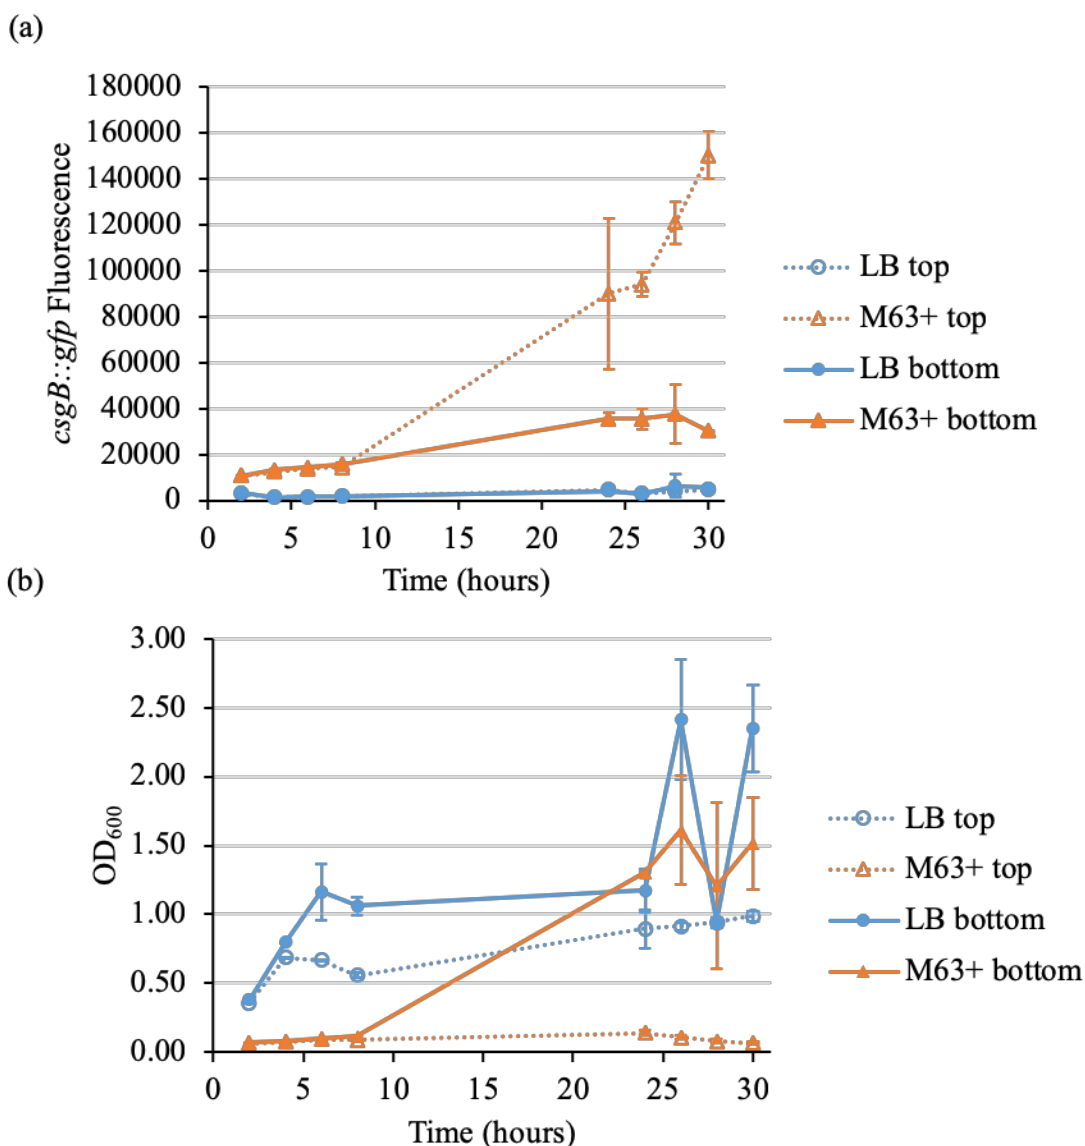 (a)
180000
160000
140000
120000
100000
80000
60000
40000
20000
0
csgB::gfp Fluorescence
0 5 10 15 20 25 30
Time (hours)
LB top
M63+ top
LB bottom
M63+ bottom
(b)
3.00
2.50
2.00
1.50
1.00
0.50
0.00
OD600
0 5 10 15 20 25 30
Time (hours)
LB top
M63+ top
LB bottom
M63+ bottom